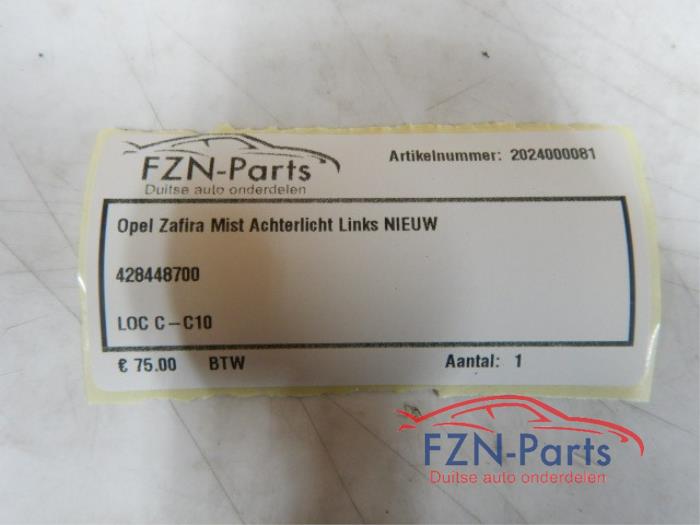 FZN-Parts
Duitse auto onderdelen
Artikelnummer: 2024000081
Opel Zafira Mist Achterlicht Links NIEUW
428448700
LOC C-C10
€ 75.00 BTW Aantal: 1
FZN-Parts
Duitse auto onderdelen